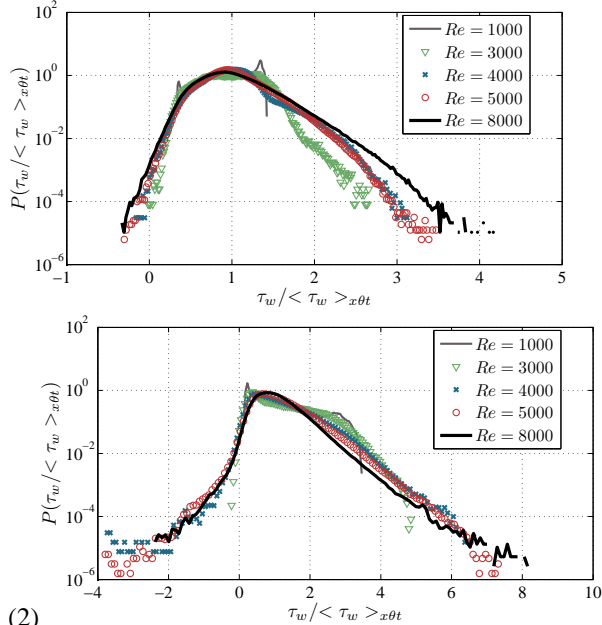 10^2
Re = 1000
Re = 3000
Re = 4000
Re = 5000
Re = 8000
10^0
10^-2
10^-4
10^-6
P(τ_w/< τ_w >_xθt)
-1 0 1 2 3 4 5
τ_w/< τ_w >_xθt
10^2
Re = 1000
Re = 3000
Re = 4000
Re = 5000
Re = 8000
10^0
10^-2
10^-4
10^-6
P(τ_w/< τ_w >_xθt)
-4 -2 0 2 4 6 8 10
τ_w/< τ_w >_xθt
(2)